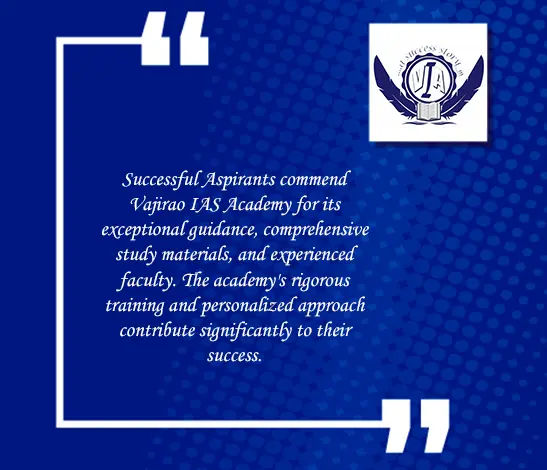 a success story
VIA
Successful Aspirants commend
Vajirao IAS Academy for its
exceptional guidance, comprehensive
study materials, and experienced
faculty. The academy's rigorous
training and personalized approach
contribute significantly to their
success.